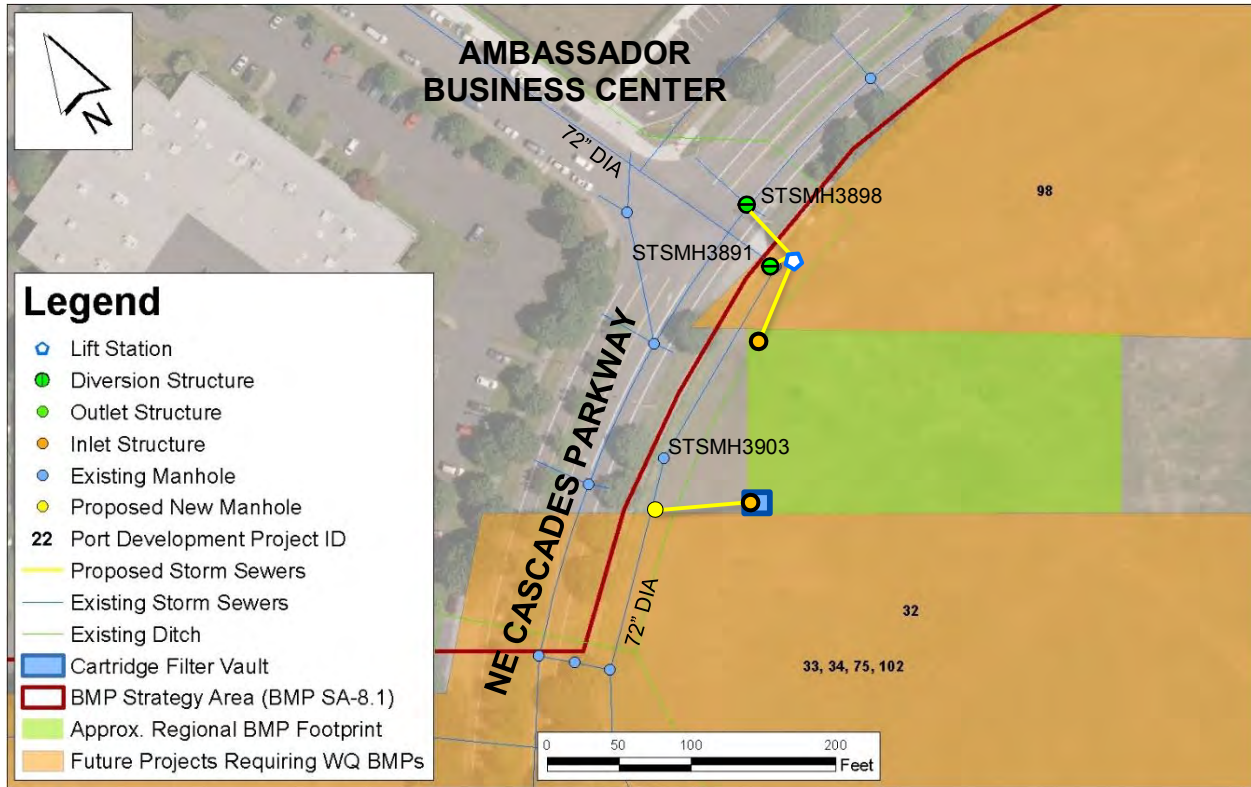 N
AMBASSADOR
BUSINESS CENTER
72” DIA
STSMH3898
98
STSMH3891
NE CASCADES PARKWAY
STSMH3903
72” DIA
32
33, 34, 75, 102
Legend
Lift Station
Diversion Structure
Outlet Structure
Inlet Structure
Existing Manhole
Proposed New Manhole
22 Port Development Project ID
Proposed Storm Sewers
Existing Storm Sewers
Existing Ditch
Cartridge Filter Vault
BMP Strategy Area (BMP SA-8.1)
Approx. Regional BMP Footprint
Future Projects Requiring WQ BMPs
0 50 100 200
Feet